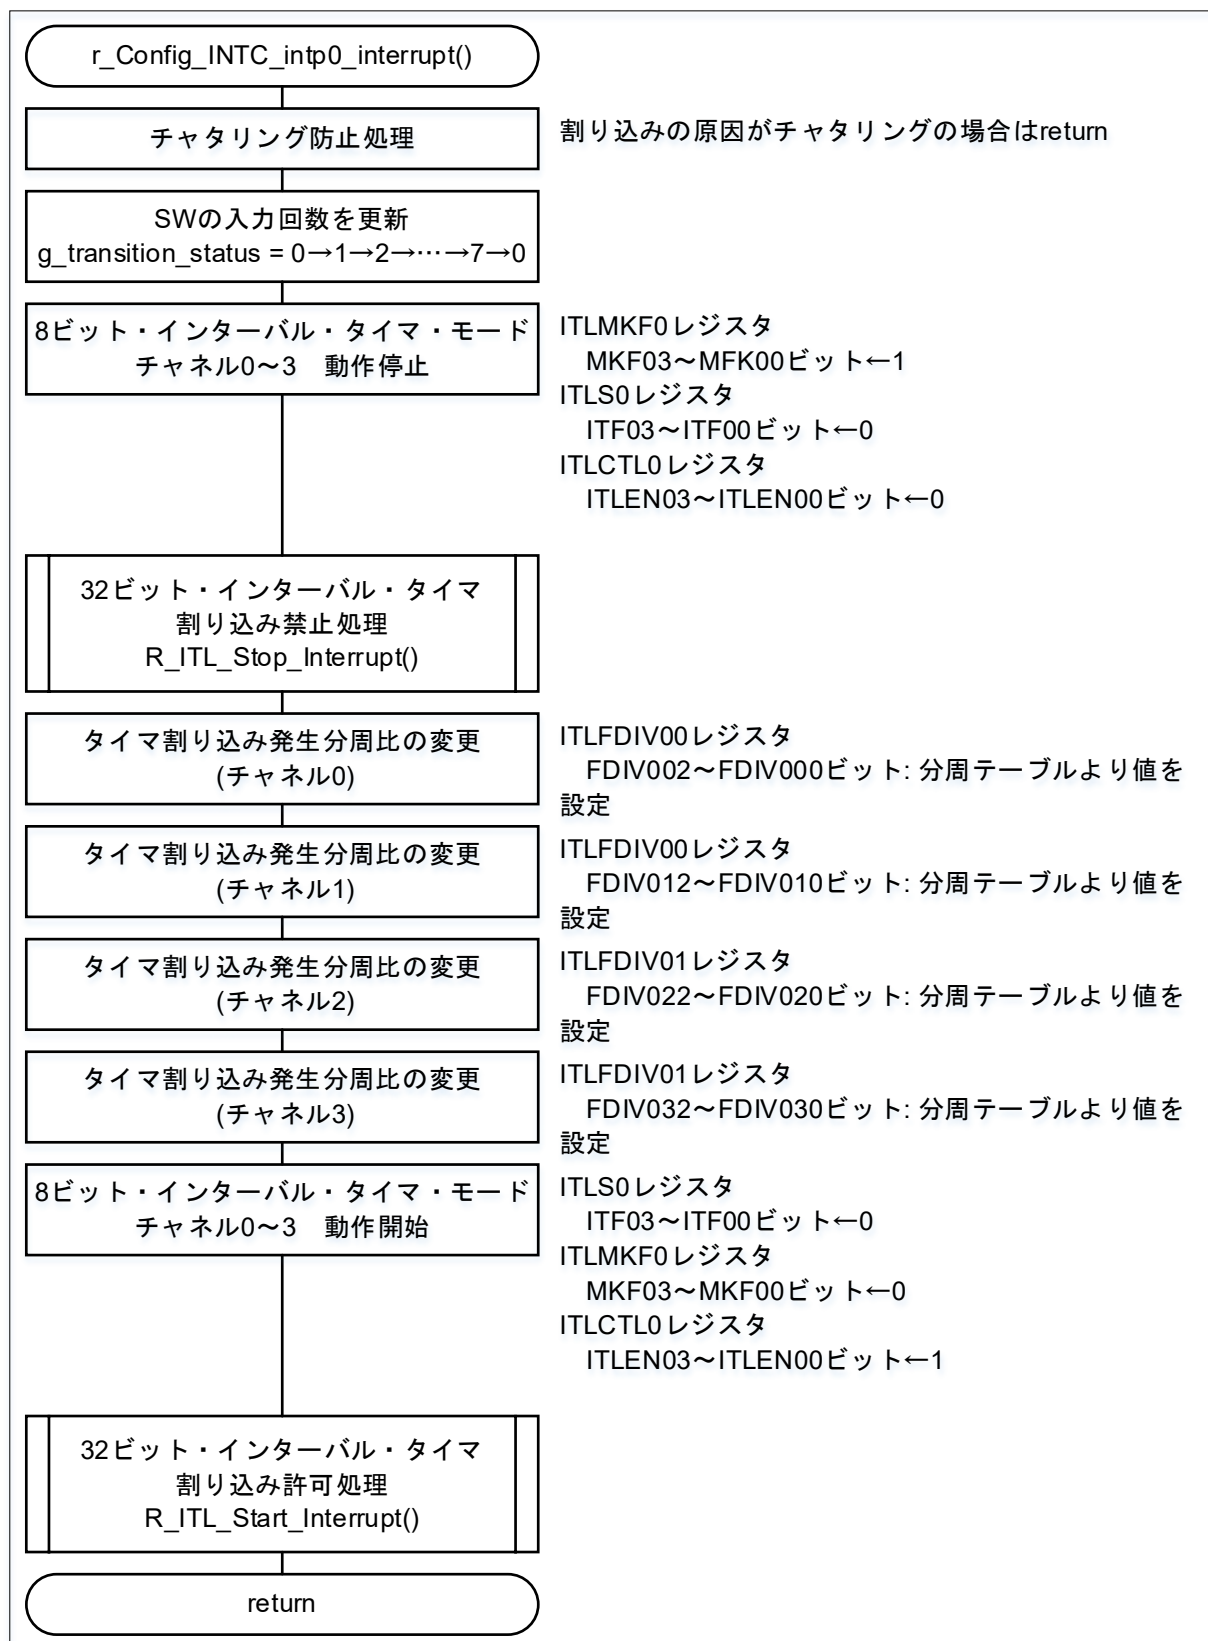 r_Config_INTC_intp0_interrupt()
チャタリング防止処理
割り込みの原因がチャタリングの場合はreturn
SWの入力回数を更新
g_transition_status = 0→1→2→⋯→7→0
8ビット・インターバル・タイマ・モード
チャネル0～3　動作停止
ITLMKF0レジスタ
MKF03～MFK00ビット←1
ITLS0レジスタ
ITF03～ITF00ビット←0
ITLCTL0レジスタ
ITLEN03～ITLEN00ビット←0
32ビット・インターバル・タイマ
割り込み禁止処理
R_ITL_Stop_Interrupt()
タイマ割り込み発生分周比の変更
(チャネル0)
ITLFDIV00レジスタ
FDIV002～FDIV000ビット: 分周テーブルより値を
設定
タイマ割り込み発生分周比の変更
(チャネル1)
ITLFDIV00レジスタ
FDIV012～FDIV010ビット: 分周テーブルより値を
設定
タイマ割り込み発生分周比の変更
(チャネル2)
ITLFDIV01レジスタ
FDIV022～FDIV020ビット: 分周テーブルより値を
設定
タイマ割り込み発生分周比の変更
(チャネル3)
ITLFDIV01レジスタ
FDIV032～FDIV030ビット: 分周テーブルより値を
設定
8ビット・インターバル・タイマ・モード
チャネル0～3　動作開始
ITLS0レジスタ
ITF03～ITF00ビット←0
ITLMKF0レジスタ
MKF03～MKF00ビット←0
ITLCTL0レジスタ
ITLEN03～ITLEN00ビット←1
32ビット・インターバル・タイマ
割り込み許可処理
R_ITL_Start_Interrupt()
return